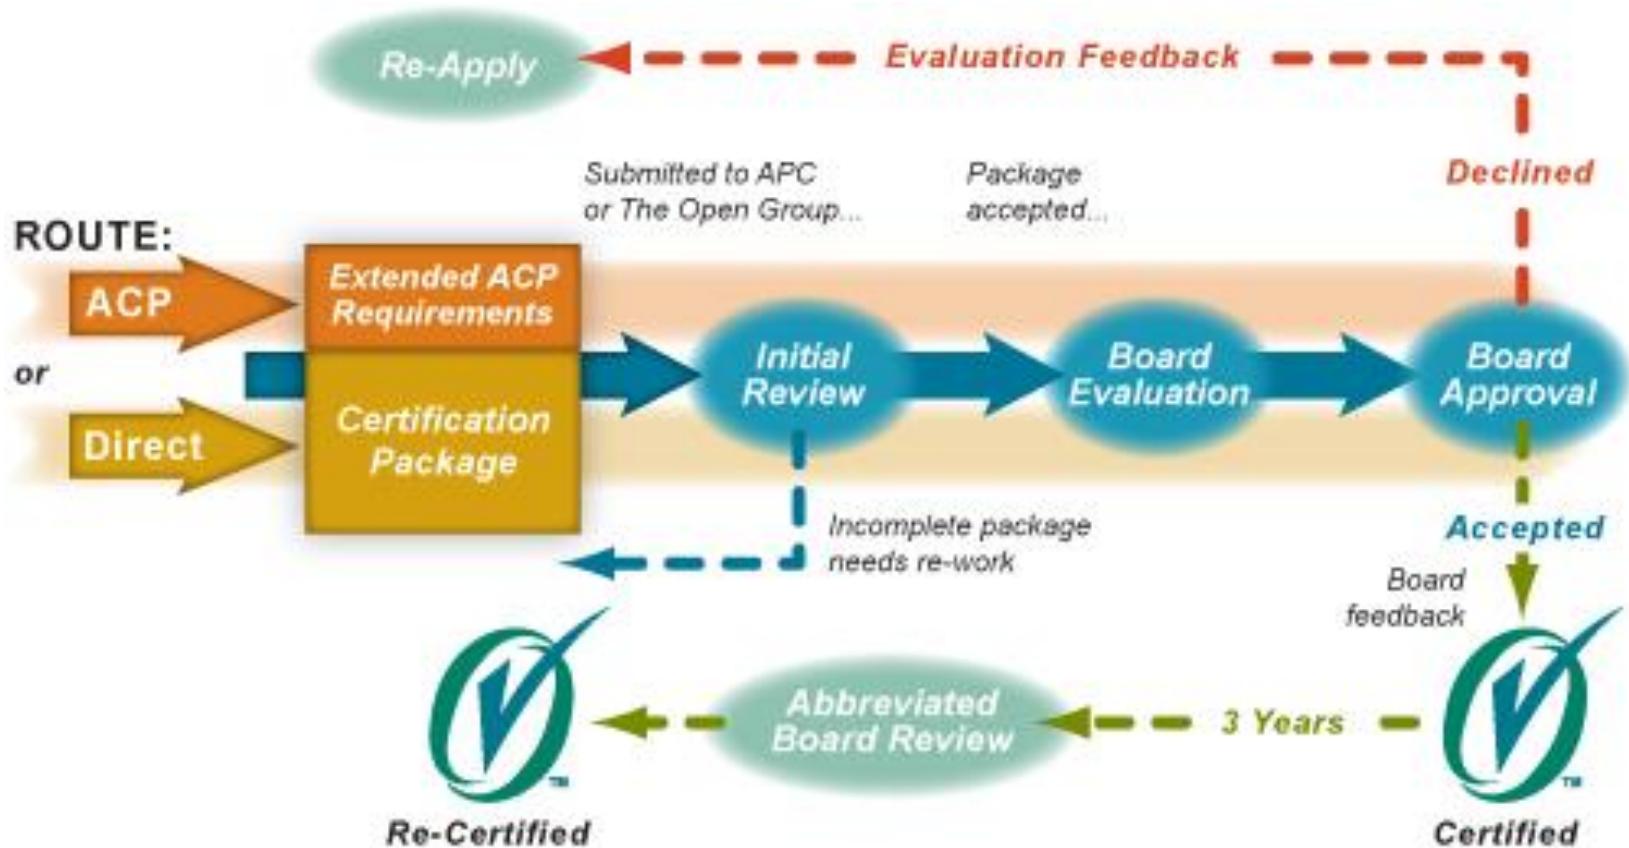 Re-Apply
Evaluation Feedback
Submitted to APC
or The Open Group...
Package
accepted...
Declined
ROUTE:
ACP
Extended ACP
Requirements
or
Initial
Review
Board
Evaluation
Board
Approval
Direct
Certification
Package
Incomplete package
needs re-work
Accepted
Board
feedback
Abbreviated
Board Review
3 Years
TM
TM
Re-Certified
Certified